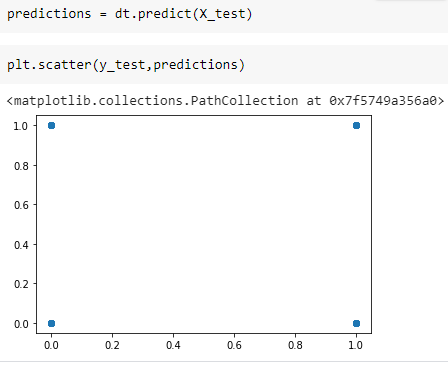 predictions = dt.predict(X_test)
plt.scatter(y_test,predictions)
<matplotlib.collections.PathCollection at 0x7f5749a356a0>
1.0
0.8
0.6
0.4
0.2
0.0
0.0 0.2 0.4 0.6 0.8 1.0